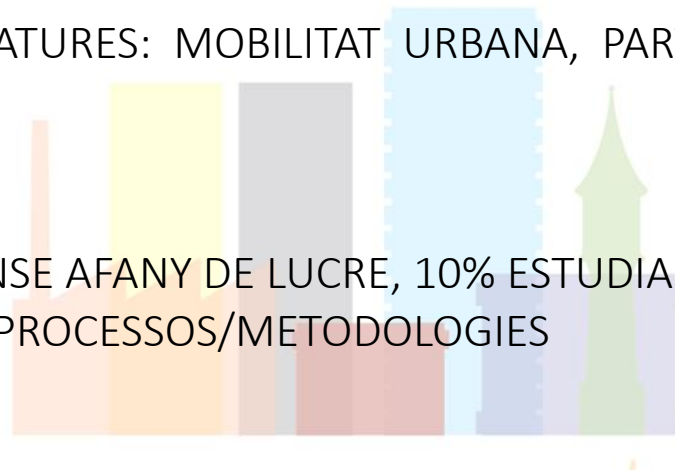 ATURES: MOBILITAT URBANA, PAR
NSE AFANY DE LUCRE, 10% ESTUDIA
PROCESSOS/METODOLOGIES